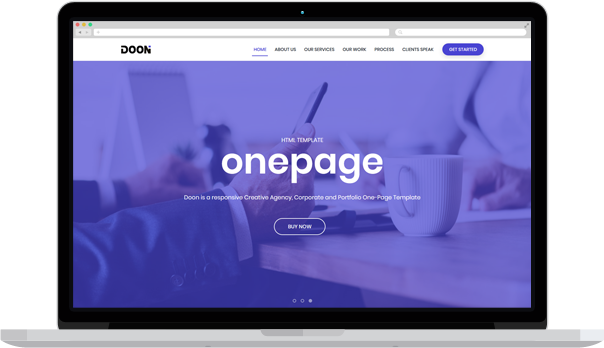 DOON
HOME ABOUT US OUR SERVICES OUR WORK PROCESS CLIENTS SPEAK GET STARTED
HTML TEMPLATE
onepage
Doon is a responsive Creative Agency, Corporate and Portfolio One-Page Template
BUY NOW